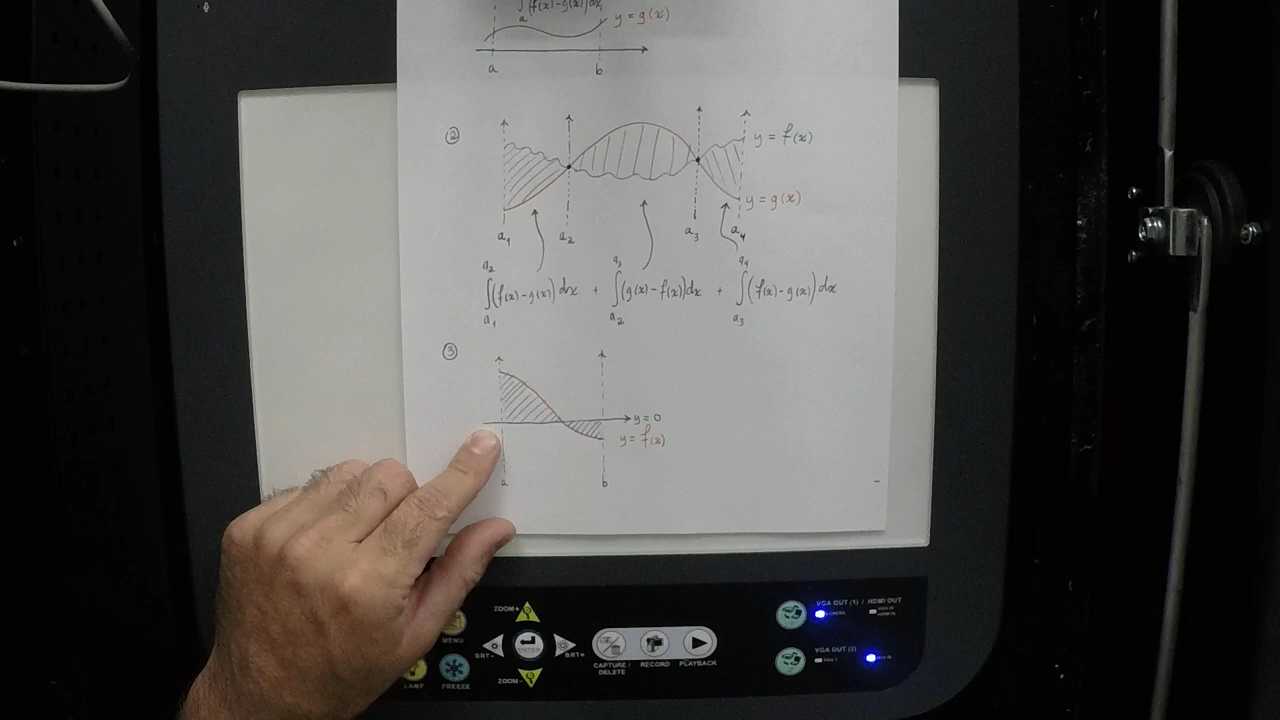 ∫ₐ (f(x)-g(x))dx
y = g(x)
a b
②
y = f(x)
y = g(x)
a₁ a₂ a₃ a₄
a₂ a₃ a₄
∫(f(x)-g(x))dx + ∫(g(x)-f(x))dx + ∫(f(x)-g(x))dx
a₁ a₂ a₃
③
y = 0
y = f(x)
a b
ZOOM+
MENU
BRT- ENTER BRT+
LAMP FREEZE
ZOOM-
CAPTURE / DELETE RECORD PLAYBACK
VGA OUT (1) / HDMI OUT
VGA OUT (2)